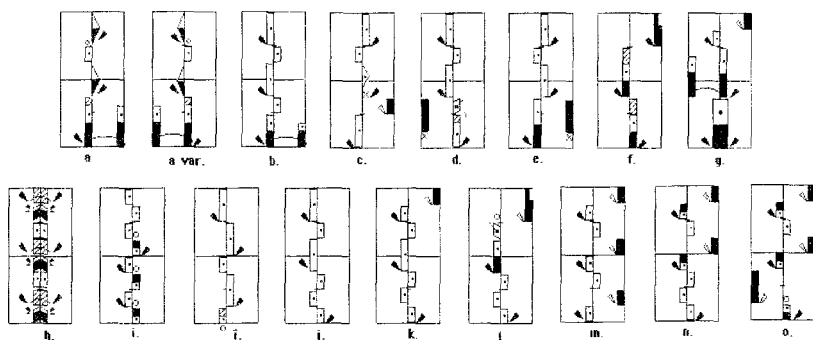 a a var. b. c. d. e. f. g.
h. i. ï. j. k. l m. n. o.